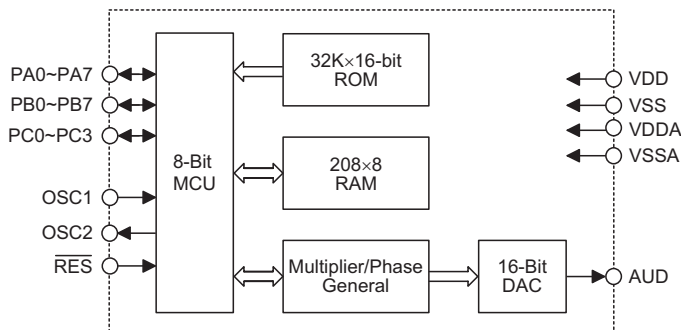 PA0~PA7
PB0~PB7
PC0~PC3
OSC1
OSC2
RES
8-Bit
MCU
32K×16-bit
ROM
208×8
RAM
Multiplier/Phase
General
16-Bit
DAC
VDD
VSS
VDDA
VSSA
AUD